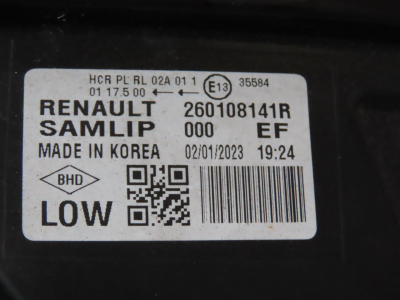 HCR PL RL 02A 01 1 E13 35584
01 17.5 00 ← ←
RENAULT 260108141R
SAMLIP 000 EF
MADE IN KOREA 02/01/2023 19:24
BHD
LOW